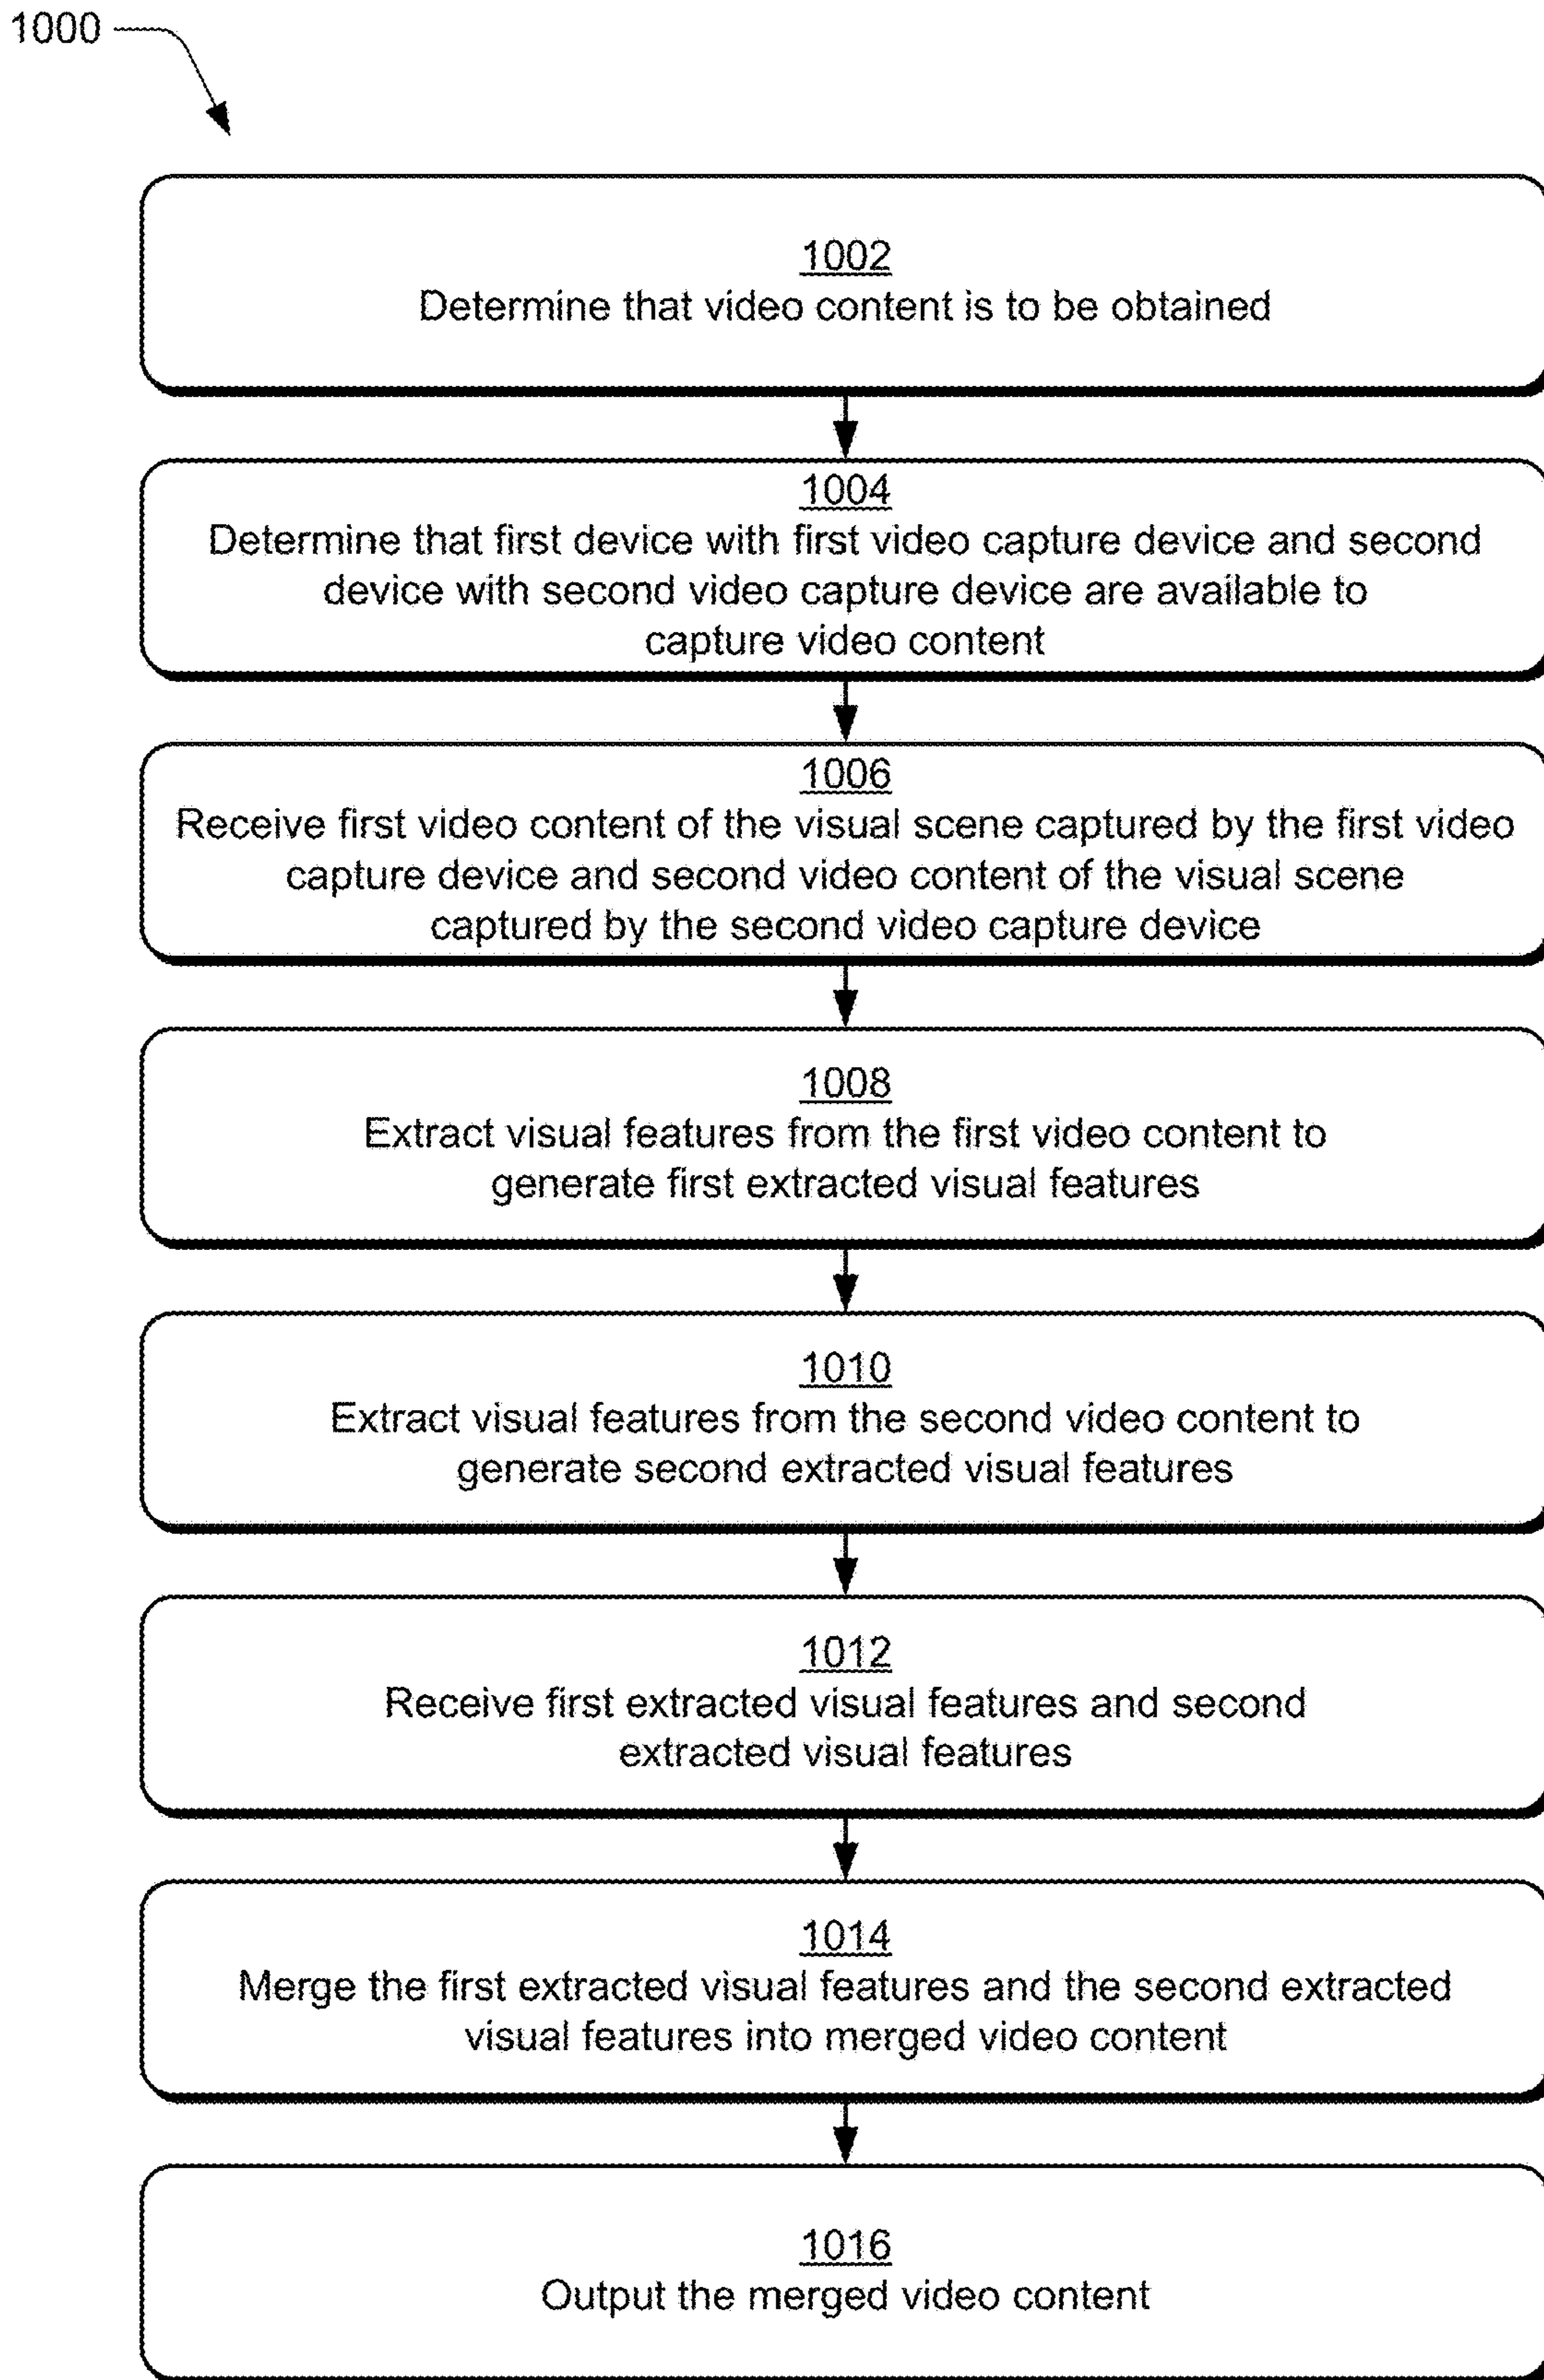 1000
1002
Determine that video content is to be obtained
1004
Determine that first device with first video capture device and second
device with second video capture device are available to
capture video content
1006
Receive first video content of the visual scene captured by the first video
capture device and second video content of the visual scene
captured by the second video capture device
1008
Extract visual features from the first video content to
generate first extracted visual features
1010
Extract visual features from the second video content to
generate second extracted visual features
1012
Receive first extracted visual features and second
extracted visual features
1014
Merge the first extracted visual features and the second extracted
visual features into merged video content
1016
Output the merged video content